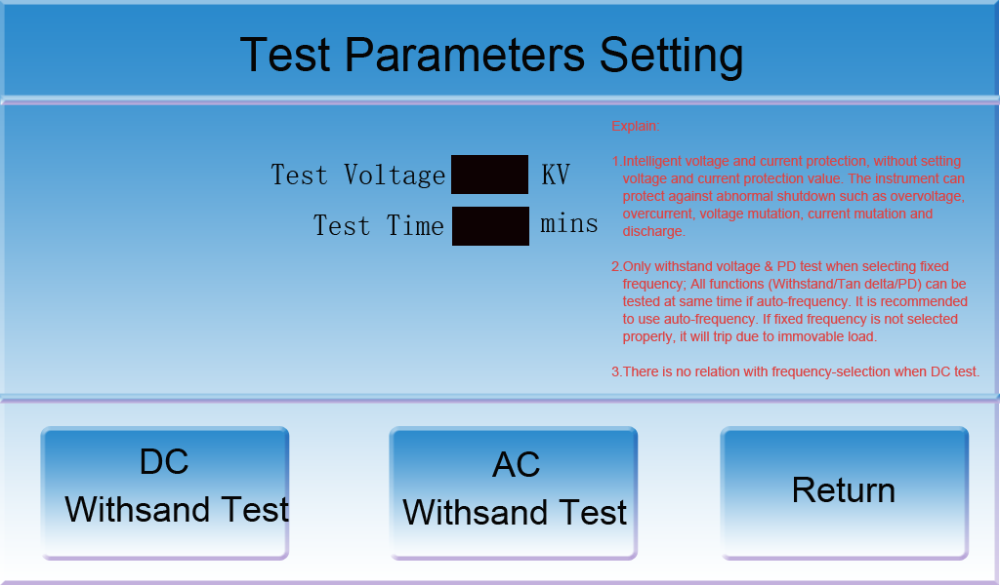 Test Parameters Setting
Test Voltage KV
Test Time mins
Explain:
1.Intelligent voltage and current protection, without setting
voltage and current protection value. The instrument can
protect against abnormal shutdown such as overvoltage,
overcurrent, voltage mutation, current mutation and
discharge.
2.Only withstand voltage & PD test when selecting fixed
frequency; All functions (Withstand/Tan delta/PD) can be
tested at same time if auto-frequency. It is recommended
to use auto-frequency. If fixed frequency is not selected
properly, it will trip due to immovable load.
3.There is no relation with frequency-selection when DC test.
DC
Withsand Test
AC
Withsand Test
Return